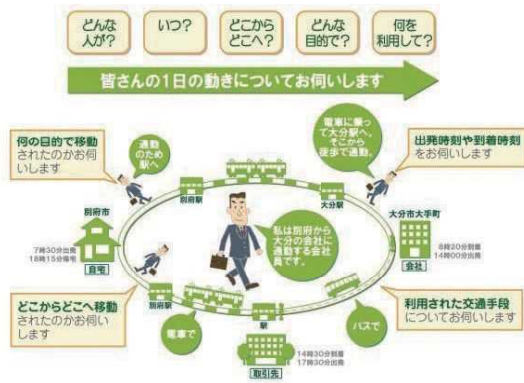 どんな
人が？
いつ？
どこから
どこへ？
どんな
目的で？
何を
利用して？
皆さんの1日の動きについてお伺いします
何の目的で移動
されたのかお伺
いします
通勤の
ため
駅へ
電車に乗っ
て大分駅へ。
そこから
徒歩で通勤。
出発時刻や到着時刻
をお伺いします
別府駅
大分駅
別府市
7時30分出発
18時15分帰宅
自宅
私は別府から
大分の会社に
通勤する会社
員です。
大分市大手町
8時20分到着
14時00分出発
会社
どこからどこへ移動
されたのかお伺い
します
別府駅
電車で
駅
バスで
利用された交通手段
についてお伺いします
14時30分到着
17時30分出発
取引先